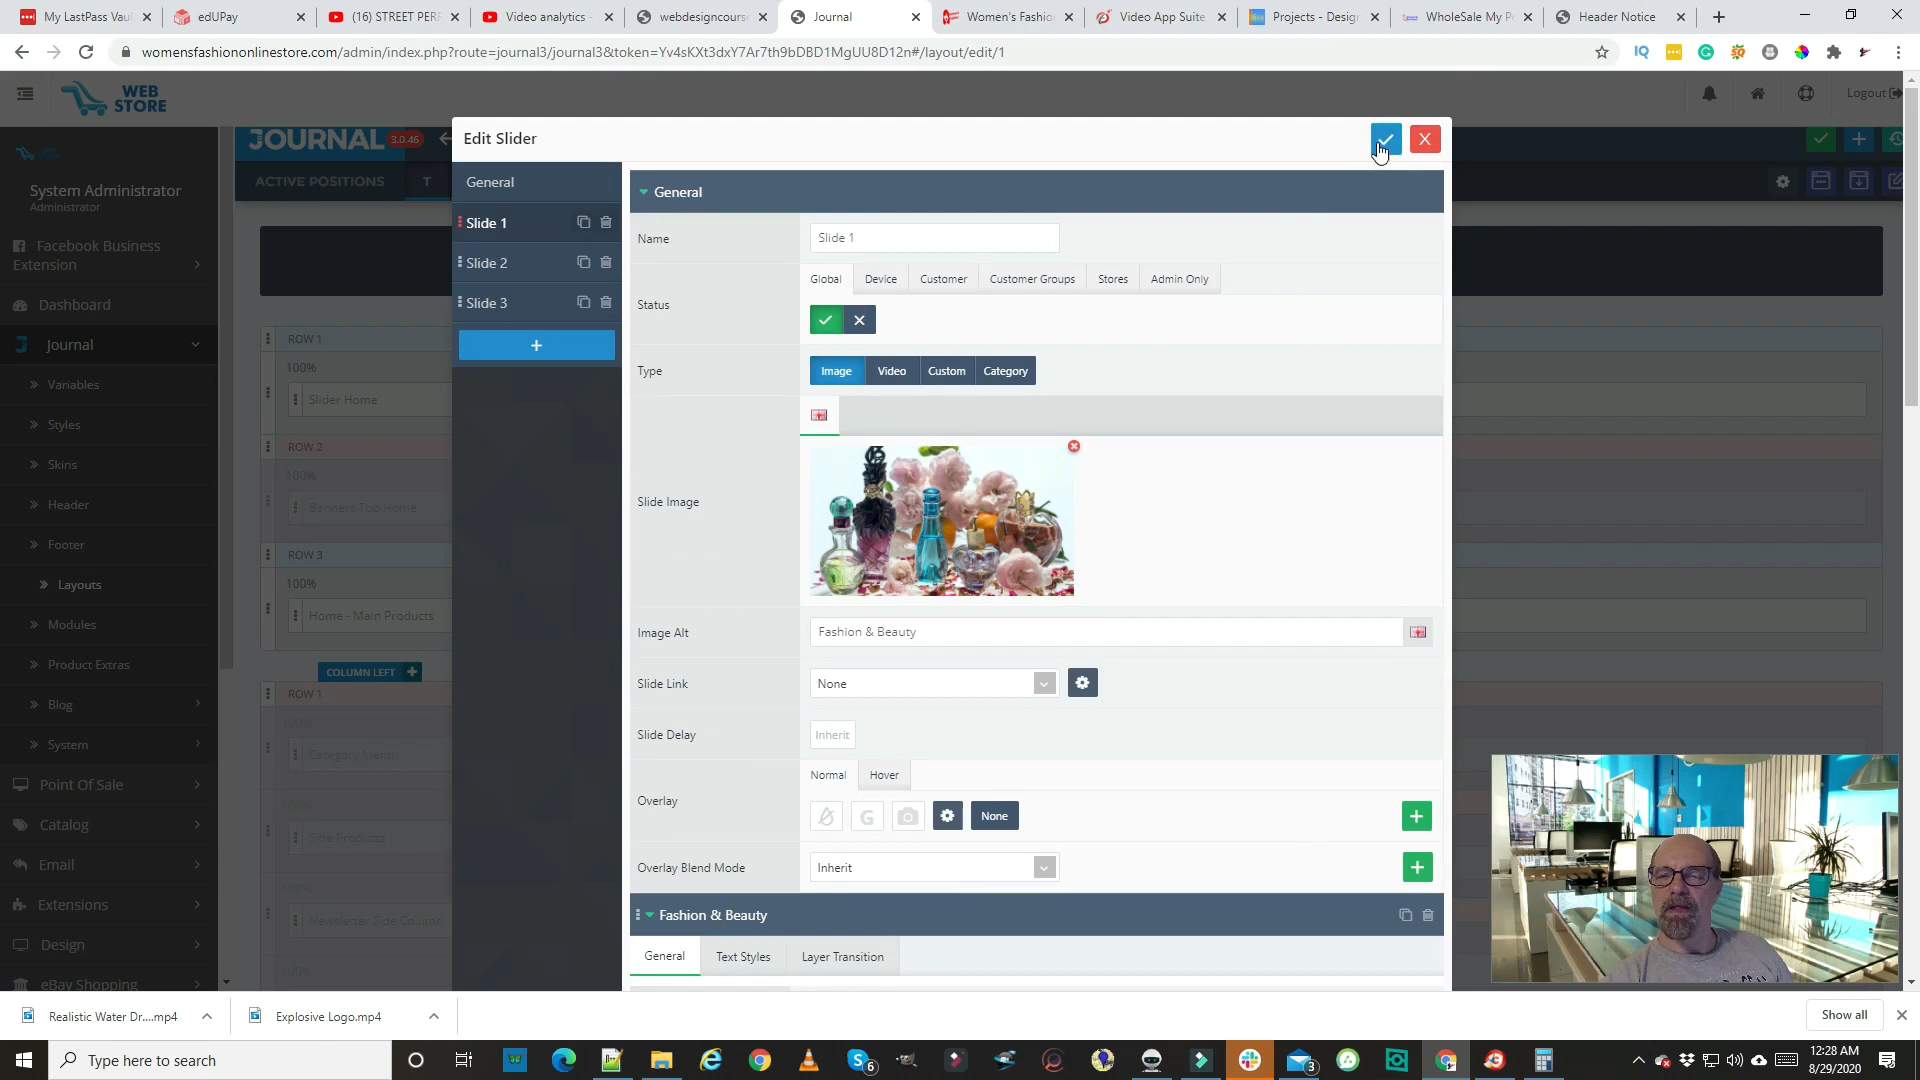 My LastPass Vau
edUPay
(16) STREET PER
Video analytics -
webdesigncours
Journal
Women's Fashio
Video App Suite
Projects - Desig
WholeSale My P
Header Notice
womensfashiononlinestore.com/admin/index.php?route=journal3/journal3&token=Yv4sKXt3dxY7Ar7th9bDBD1MgUU8D12n#/layout/edit/1
WEB
STORE
Logout
JOURNAL 3.0.46
Edit Slider
ACTIVE POSITIONS T
System Administrator
Administrator
Facebook Business
Extension
Dashboard
Journal
Variables
Styles
Skins
Header
Footer
Layouts
Modules
Product Extras
Blog
System
Point Of Sale
Catalog
Email
Extensions
Design
eBay Shopping
ROW 1
100%
Slider Home
ROW 2
100%
Banners Top Home
ROW 3
100%
Home - Main Products
COLUMN LEFT +
ROW 1
100%
Category Menu
100%
Side Products
100%
Newsletter Side Column
100%
General
Slide 1
Slide 2
Slide 3
+
General
Name
Slide 1
Status
Global
Device
Customer
Customer Groups
Stores
Admin Only
Type
Image
Video
Custom
Category
Slide Image
Image Alt
Fashion & Beauty
Slide Link
None
Slide Delay
Inherit
Overlay
Normal
Hover
G
None
Overlay Blend Mode
Inherit
Fashion & Beauty
General
Text Styles
Layer Transition
Realistic Water Dr....mp4
Explosive Logo.mp4
Show all
Type here to search
6
3
12:28 AM
8/29/2020